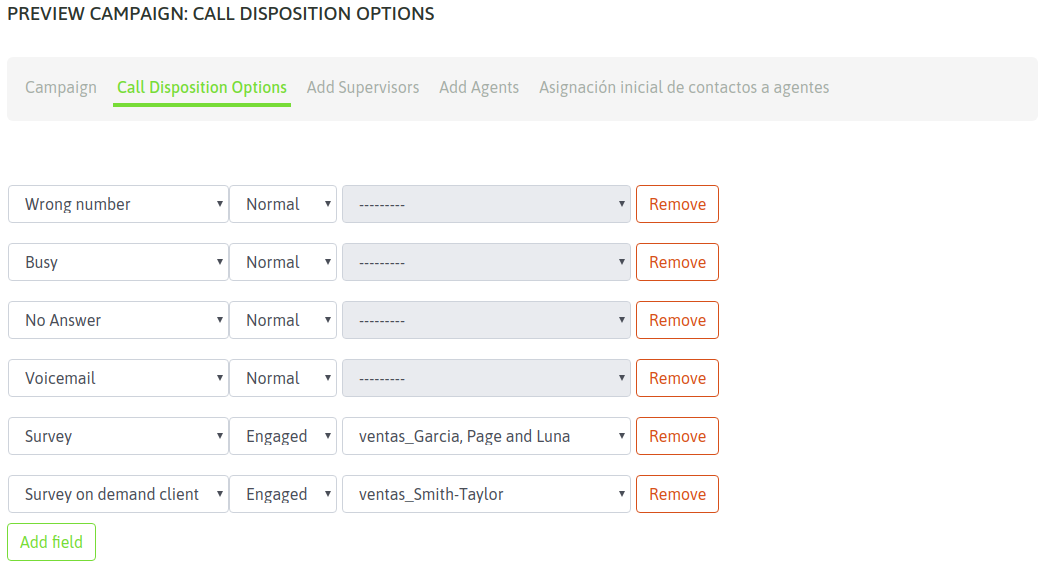 PREVIEW CAMPAIGN: CALL DISPOSITION OPTIONS
Campaign Call Disposition Options Add Supervisors Add Agents Asignación inicial de contactos a agentes
Wrong number Normal --------- Remove
Busy Normal --------- Remove
No Answer Normal --------- Remove
Voicemail Normal --------- Remove
Survey Engaged ventas_Garcia, Page and Luna Remove
Survey on demand client Engaged ventas_Smith-Taylor Remove
Add field